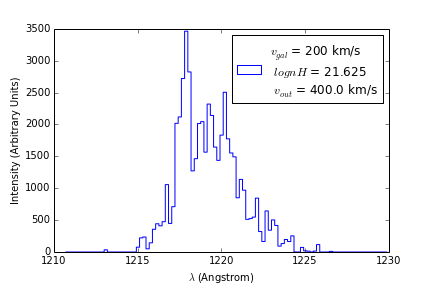 3500
3000
2500
2000
1500
1000
500
0
Intensity (Arbitrary Units)
v_gal = 200 km/s
lognH = 21.625
v_out = 400.0 km/s
1210 1215 1220 1225 1230
λ (Angstrom)